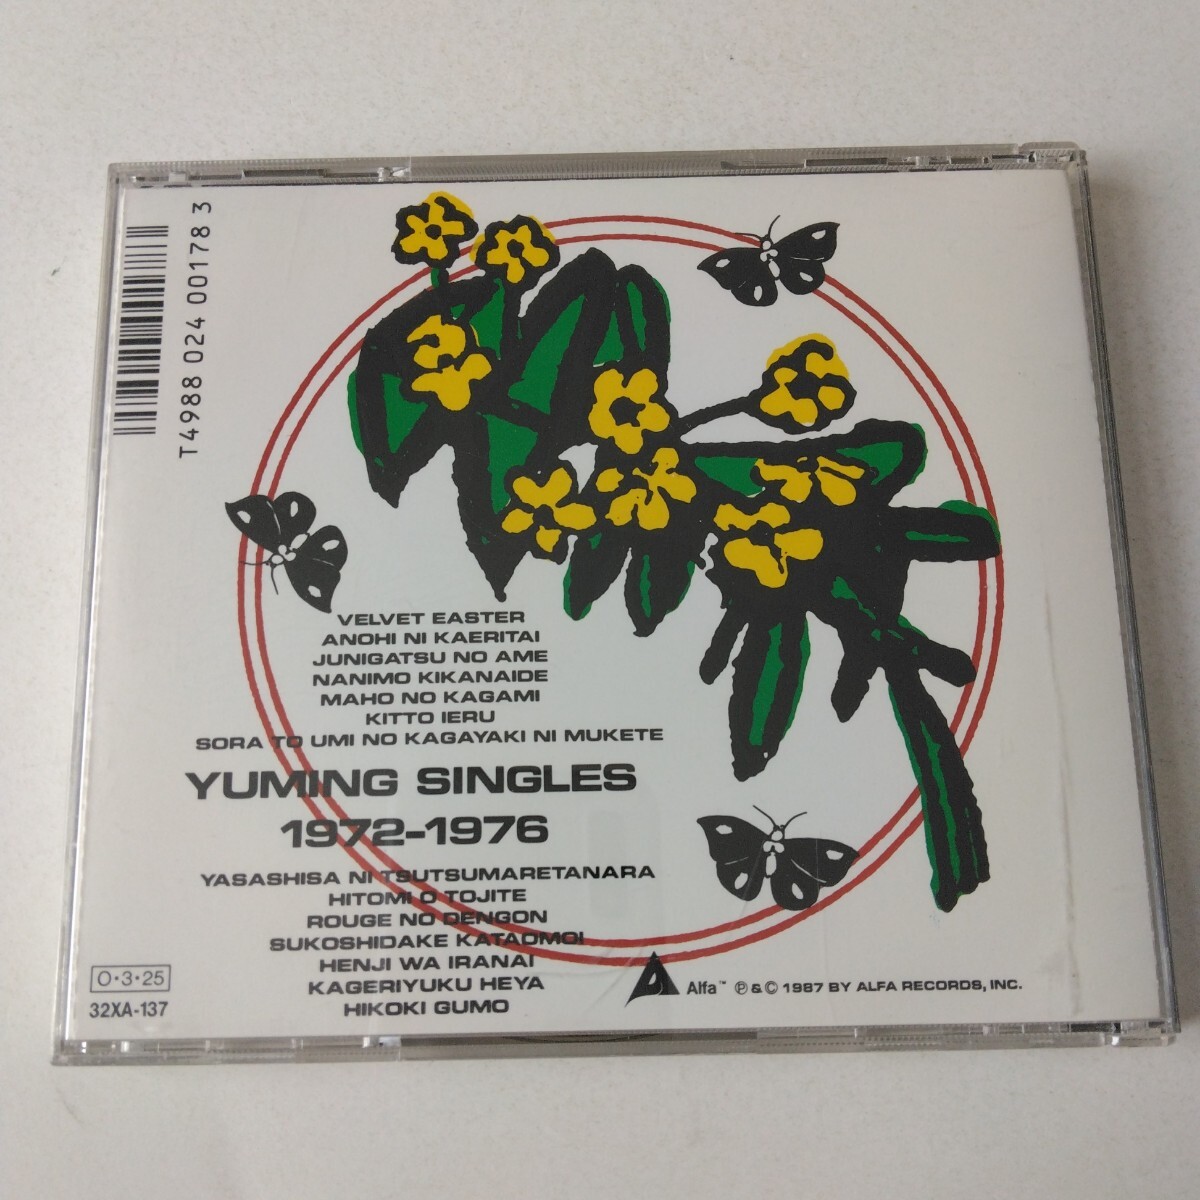 T4988 024 00178 3
VELVET EASTER
ANOHI NI KAERITAI
JUNIGATSU NO AME
NANIMO KIKANAIDE
MAHO NO KAGAMI
KITTO IERU
SORA TO UMI NO KAGAYAKI NI MUKETE
YUMING SINGLES
1972-1976
YASASHISA NI TSUTSUMARETANARA
HITOMI O TOJITE
ROUGE NO DENGON
SUKOSHIDAKE KATAOMOI
HENJI WA IRANAI
KAGERIYUKU HEYA
HIKOKI GUMO
O·3·25
32XA-137
Alfa™ ℗ & © 1987 BY ALFA RECORDS, INC.